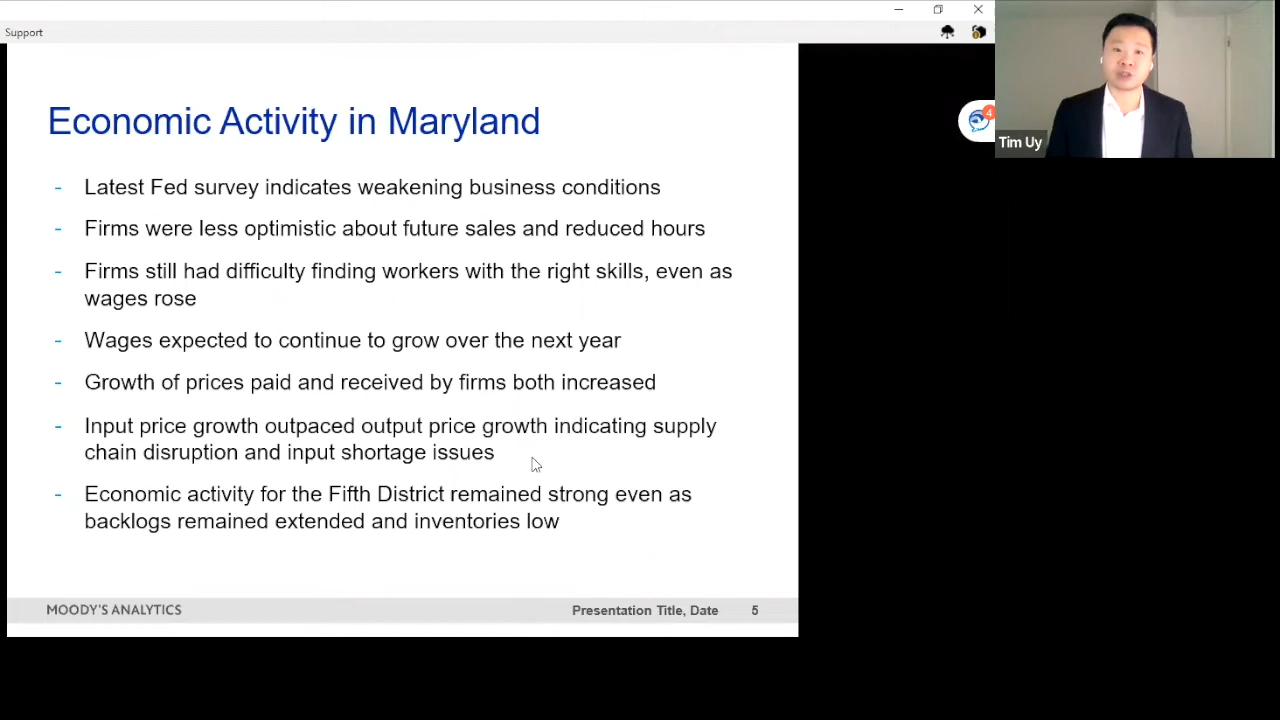 Support
4
Tim Uy
Economic Activity in Maryland
- Latest Fed survey indicates weakening business conditions
- Firms were less optimistic about future sales and reduced hours
- Firms still had difficulty finding workers with the right skills, even as
wages rose
- Wages expected to continue to grow over the next year
- Growth of prices paid and received by firms both increased
- Input price growth outpaced output price growth indicating supply
chain disruption and input shortage issues
- Economic activity for the Fifth District remained strong even as
backlogs remained extended and inventories low
MOODY'S ANALYTICS
Presentation Title, Date 5